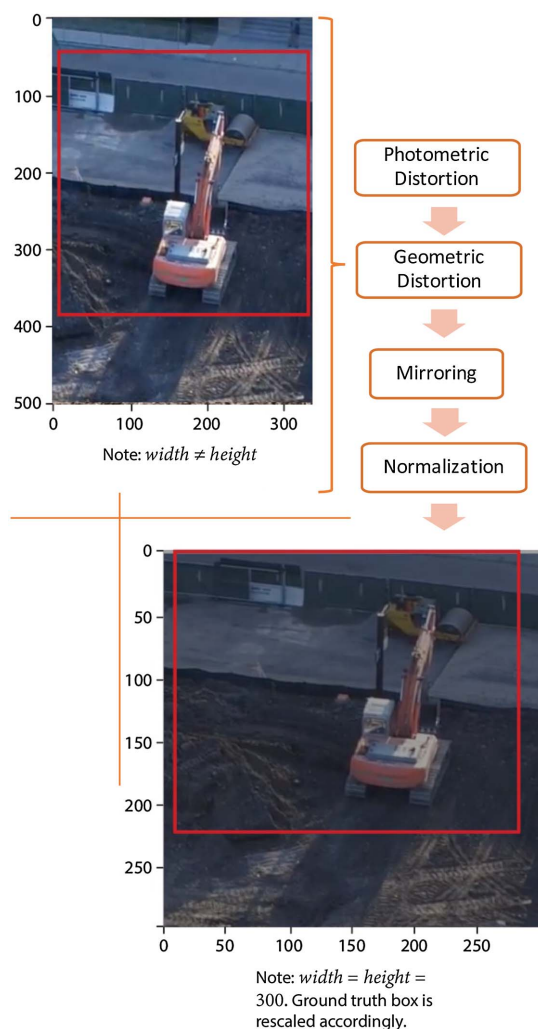 0
100
200
300
400
500
0 100 200 300
Note: width ≠ height
Photometric
Distortion
Geometric
Distortion
Mirroring
Normalization
0
50
100
150
200
250
0 50 100 150 200 250
Note: width = height =
300. Ground truth box is
rescaled accordingly.